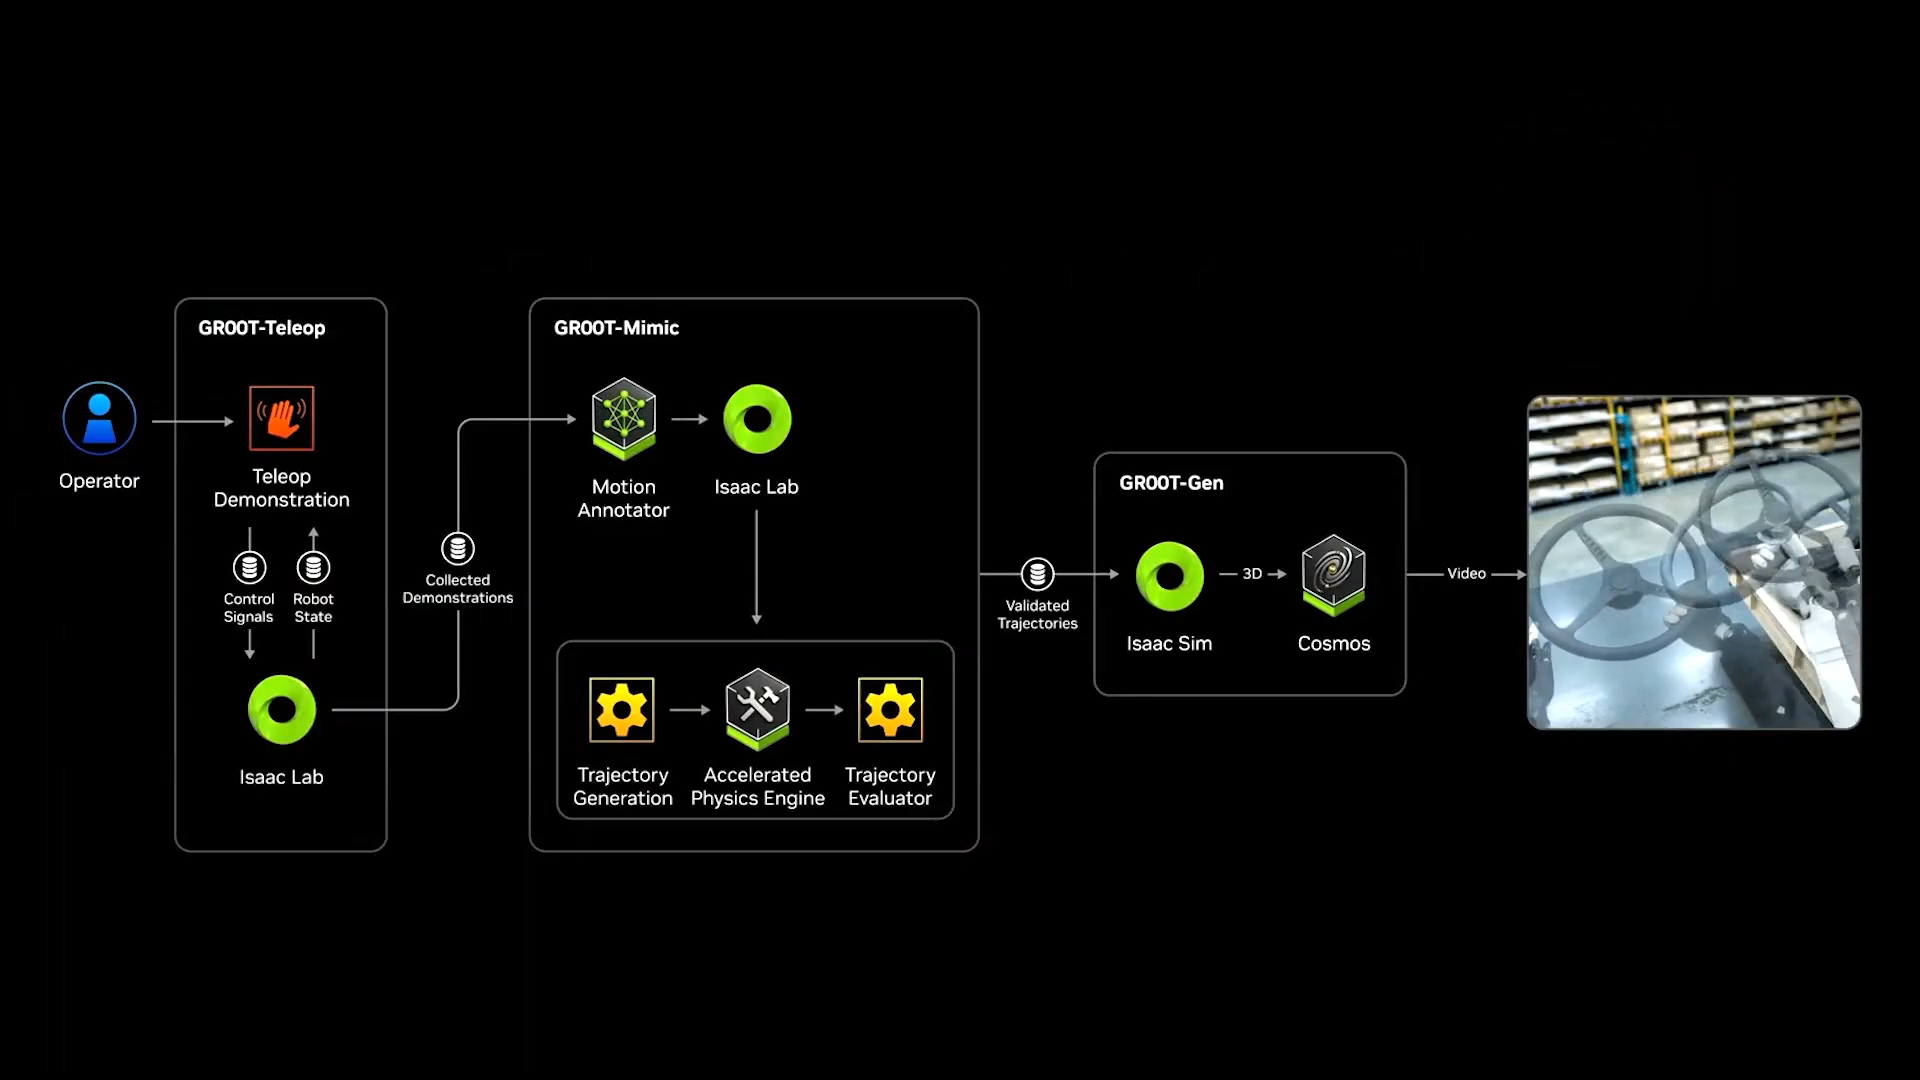 GR00T-Teleop
Operator
Teleop
Demonstration
Control
Signals
Robot
State
Isaac Lab
Collected
Demonstrations
GR00T-Mimic
Motion
Annotator
Isaac Lab
Trajectory
Generation
Accelerated
Physics Engine
Trajectory
Evaluator
Validated
Trajectories
GR00T-Gen
Isaac Sim
3D
Cosmos
Video